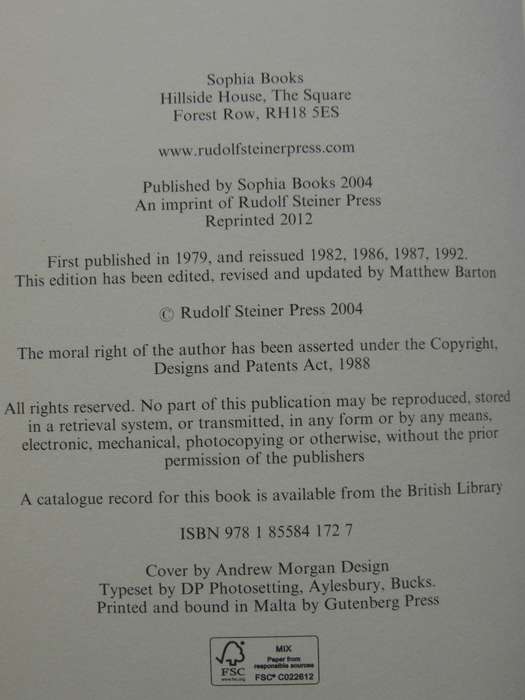 Sophia Books
Hillside House, The Square
Forest Row, RH18 5ES
www.rudolfsteinerpress.com
Published by Sophia Books 2004
An imprint of Rudolf Steiner Press
Reprinted 2012
First published in 1979, and reissued 1982, 1986, 1987, 1992.
This edition has been edited, revised and updated by Matthew Barton
© Rudolf Steiner Press 2004
The moral right of the author has been asserted under the Copyright,
Designs and Patents Act, 1988
All rights reserved. No part of this publication may be reproduced, stored
in a retrieval system, or transmitted, in any form or by any means,
electronic, mechanical, photocopying or otherwise, without the prior
permission of the publishers
A catalogue record for this book is available from the British Library
ISBN 978 1 85584 172 7
Cover by Andrew Morgan Design
Typeset by DP Photosetting, Aylesbury, Bucks.
Printed and bound in Malta by Gutenberg Press
FSC
www.fsc.org
MIX
Paper from
responsible sources
FSC® C022612